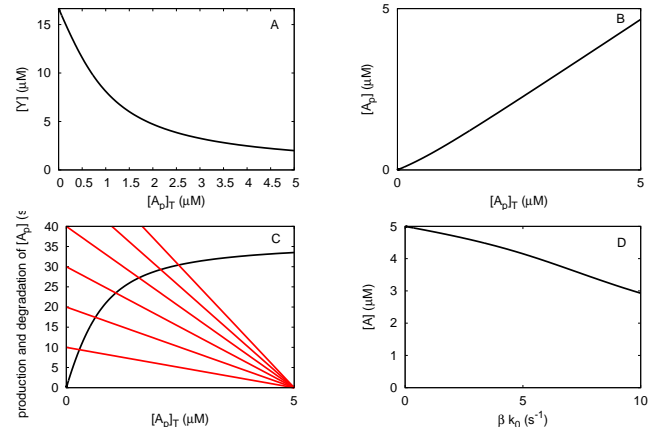 A
[Y] (μM)
15
10
5
0
0 0.5 1 1.5 2 2.5 3 3.5 4 4.5 5
[Ap]T (μM)
B
[Ap] (μM)
5
0
0 5
[Ap]T (μM)
C
production and degradation of [Ap] (s
40
35
30
25
20
15
10
5
0
0 5
[Ap]T (μM)
D
[A] (μM)
5
4
3
2
1
0
0 5 10
β k0 (s-1)